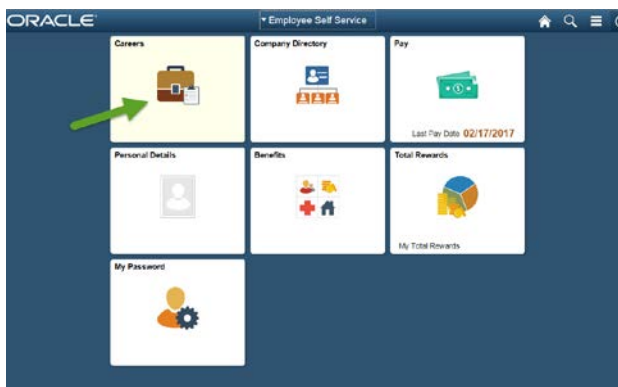 ORACLE
Employee Self Service
Careers
Company Directory
Pay
Last Pay Date 02/17/2017
Personal Details
Benefits
Total Rewards
My Total Rewards
My Password